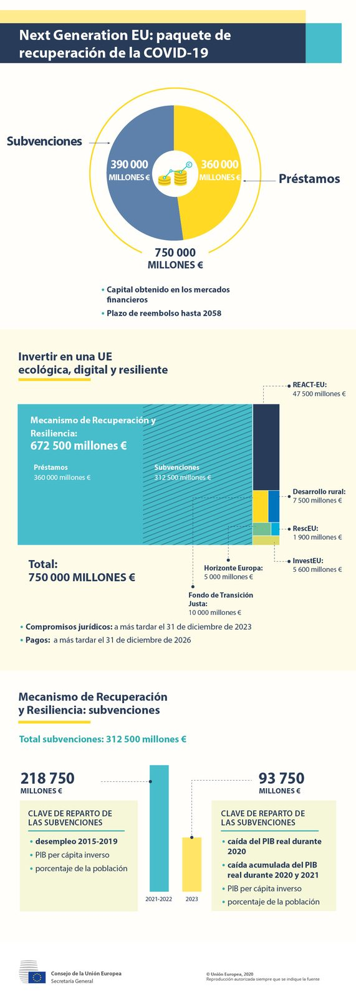 Next Generation EU: paquete de
recuperación de la COVID-19
Subvenciones
390 000
MILLONES €
360 000
MILLONES €
Préstamos
750 000
MILLONES €
• Capital obtenido en los mercados
financieros
• Plazo de reembolso hasta 2058
Invertir en una UE
ecológica, digital y resiliente
REACT-EU:
47 500 millones €
Mecanismo de Recuperación y
Resiliencia:
672 500 millones €
Préstamos
360 000 millones €
Subvenciones
312 500 millones €
Desarrollo rural:
7 500 millones €
RescEU:
1 900 millones €
InvestEU:
5 600 millones €
Horizonte Europa:
5 000 millones €
Fondo de Transición
Justa:
10 000 millones €
Total:
750 000 MILLONES €
• Compromisos jurídicos: a más tardar el 31 de diciembre de 2023
• Pagos: a más tardar el 31 de diciembre de 2026
Mecanismo de Recuperación
y Resiliencia: subvenciones
Total subvenciones: 312 500 millones €
218 750
MILLONES €
CLAVE DE REPARTO DE
LAS SUBVENCIONES
• desempleo 2015-2019
• PIB per cápita inverso
• porcentaje de la población
2021-2022
2023
93 750
MILLONES €
CLAVE DE REPARTO DE
LAS SUBVENCIONES
• caída del PIB real durante
2020
• caída acumulada del PIB
real durante 2020 y 2021
• PIB per cápita inverso
• porcentaje de la población
Consejo de la Unión Europea
Secretaría General
© Unión Europea, 2020
Reproducción autorizada siempre que se indique la fuente